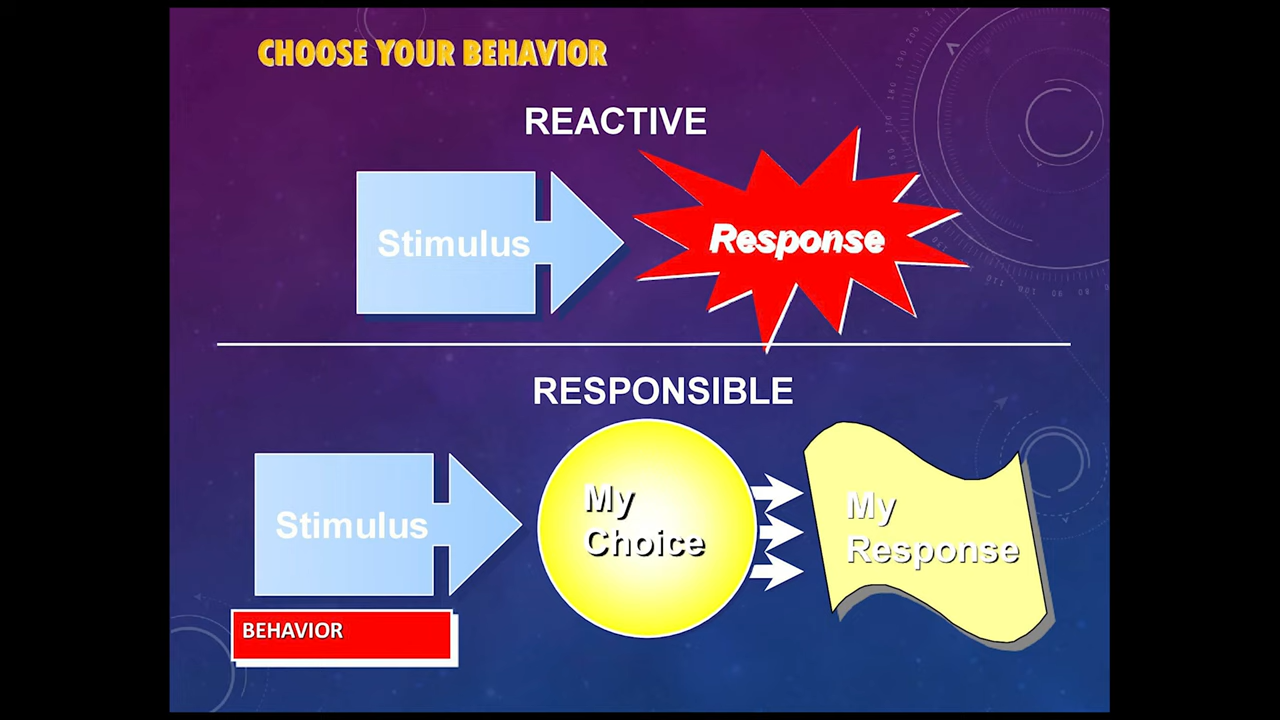 CHOOSE YOUR BEHAVIOR
REACTIVE
Stimulus
Response
RESPONSIBLE
Stimulus
My
Choice
My
Response
BEHAVIOR